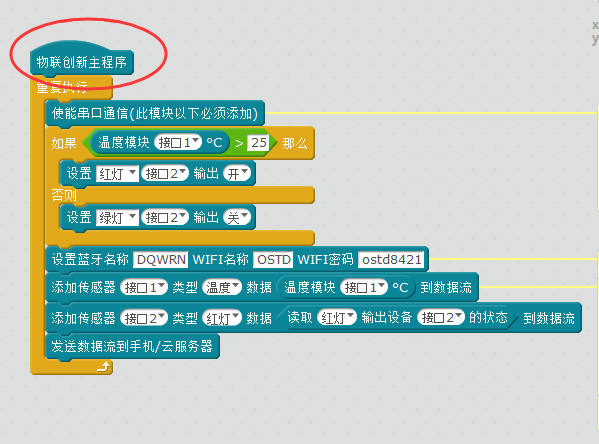 物联创新主程序
重复执行
使能串口通信(此模块以下必须添加)
如果 温度模块 接口1 °C > 25 那么
设置 红灯 接口2 输出 开
否则
设置 绿灯 接口2 输出 关
设置蓝牙名称 DQWRN WIFI名称 OSTD WIFI密码 ostd8421
添加传感器 接口1 类型 温度 数据 温度模块 接口1 °C 到数据流
添加传感器 接口2 类型 红灯 数据 读取 红灯 输出设备 接口2 的状态 到数据流
发送数据流到手机/云服务器
x
y